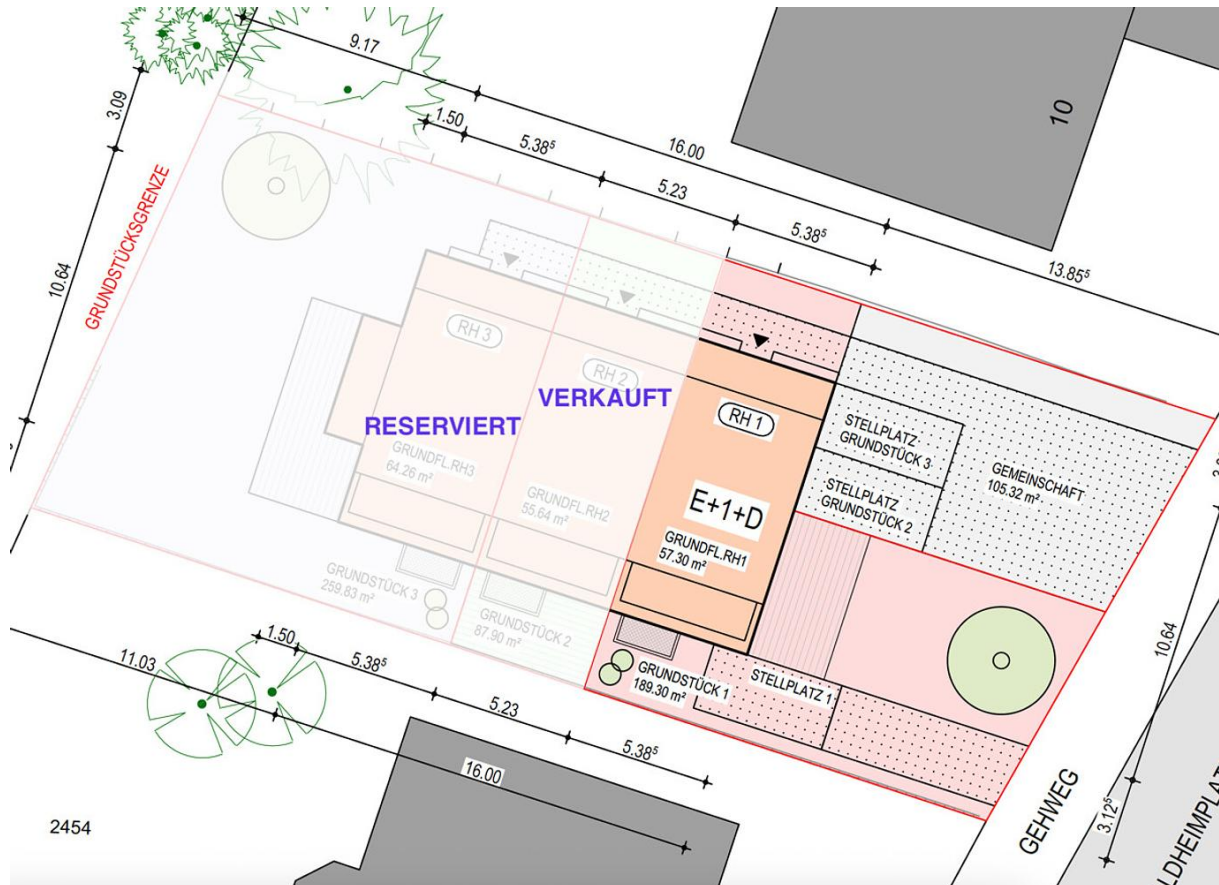 9.17
3.09
1.50
10
5.38⁵
16.00
5.23
5.38⁵
13.85⁵
GRUNDSTÜCKSGRENZE
10.64
RH 3
RH 2
VERKAUFT
RESERVIERT
RH 1
STELLPLATZ
GRUNDSTÜCK 3
GRUNDFL.RH3
64.26 m²
GEMEINSCHAFT
105.32 m²
STELLPLATZ
GRUNDSTÜCK 2
GRUNDFL.RH2
55.64 m²
E+1+D
GRUNDFL.RH1
57.30 m²
GRUNDSTÜCK 3
259.83 m²
GRUNDSTÜCK 2
87.90 m²
GRUNDSTÜCK 1
189.30 m²
STELLPLATZ 1
10.64
1.50
11.03
5.38⁵
5.23
5.38⁵
16.00
2454
GEHWEG
3.12⁵
LDHEIMPLAT